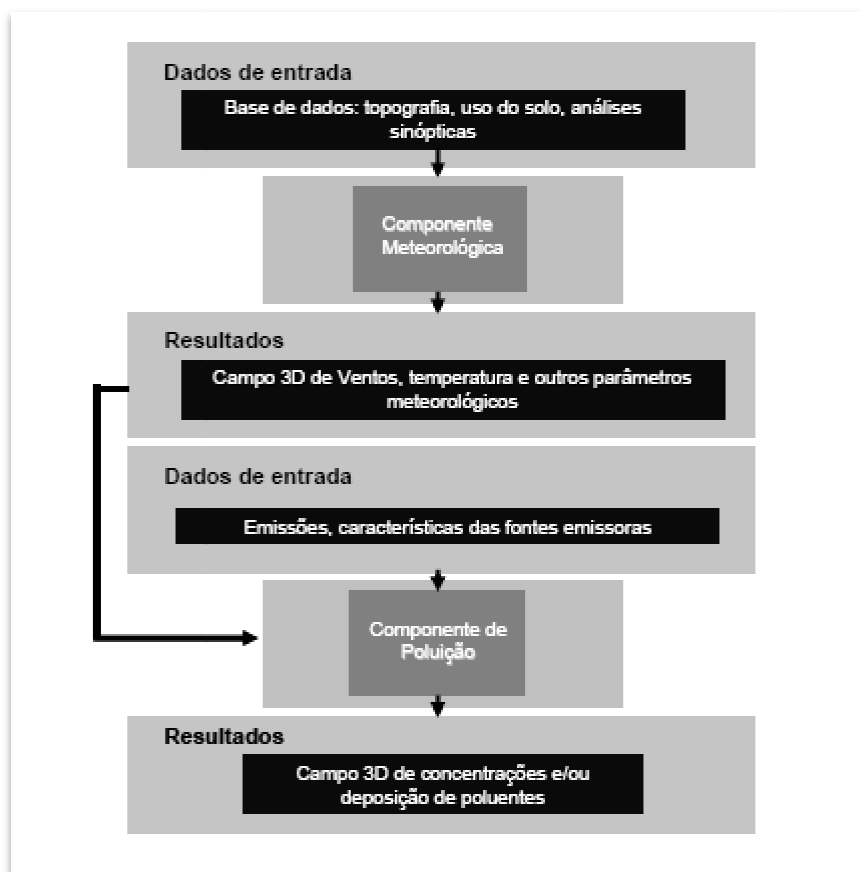 Dados de entrada
Base de dados: topografia, uso do solo, análises
sinópticas
Componente
Meteorológica
Resultados
Campo 3D de Ventos, temperatura e outros parâmetros
meteorológicos
Dados de entrada
Emissões, características das fontes emissoras
Componente de
Poluição
Resultados
Campo 3D de concentrações e/ou
deposição de poluentes